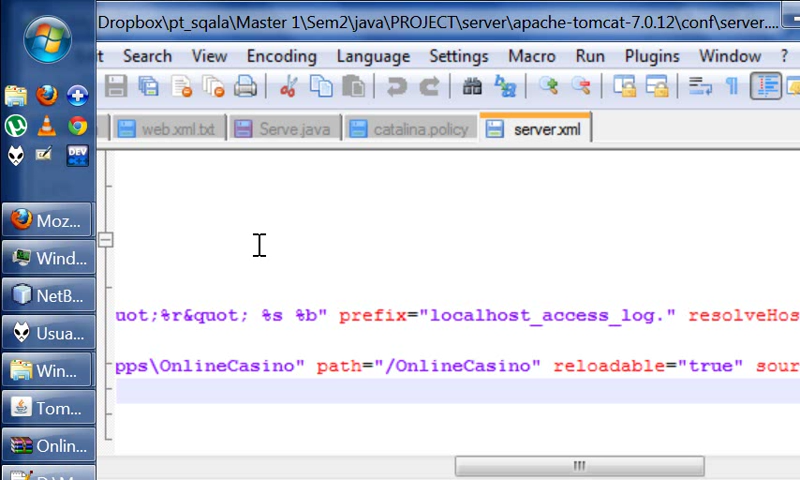 Dropbox\pt_sqala\Master 1\Sem2\java\PROJECT\server\apache-tomcat-7.0.12\conf\server....
t Search View Encoding Language Settings Macro Run Plugins Window ?
web.xml.txt Serve.java catalina.policy server.xml
DEV
Moz...
Wind...
NetB...
Usua...
Win...
Tom...
Onlin...
uot;%r&quot; %s %b" prefix="localhost_access_log." resolveHos
pps\OnlineCasino" path="/OnlineCasino" reloadable="true" sour